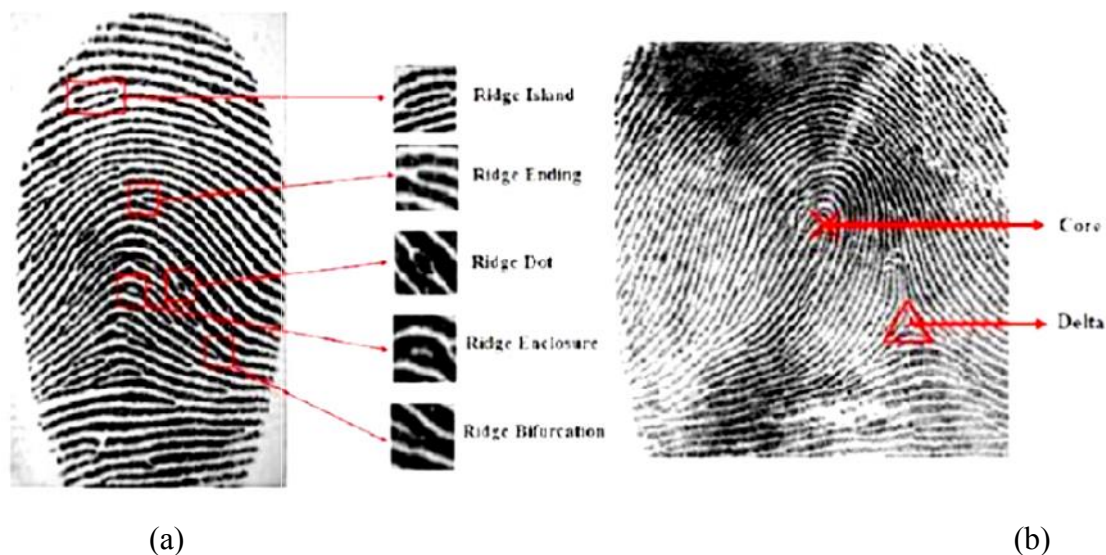 Ridge Island
Ridge Ending
Ridge Dot
Ridge Enclosure
Ridge Bifurcation
Core
Delta
(a)
(b)